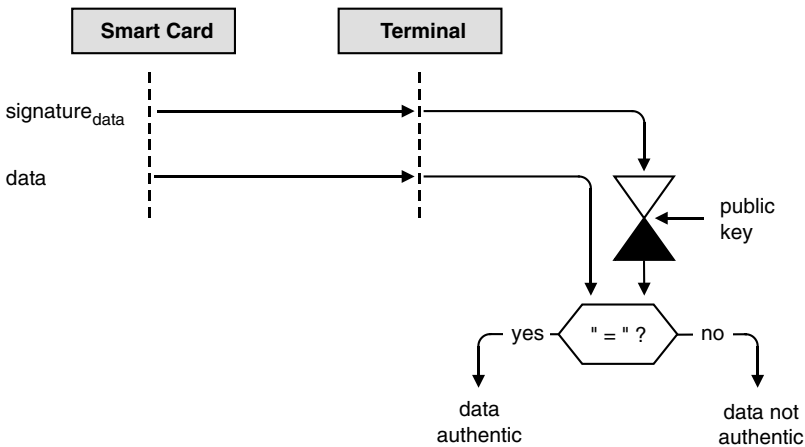 Smart Card
Terminal
signature_data
data
public
key
yes
" = " ?
no
data
authentic
data not
authentic